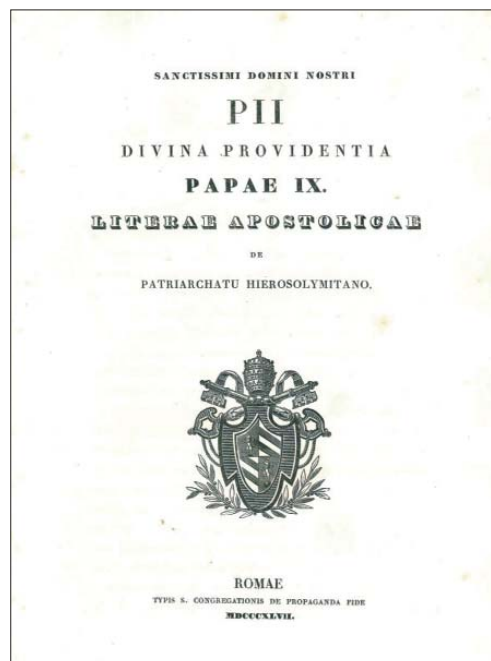 SANCTISSIMI DOMINI NOSTRI
PII
DIVINA PROVIDENTIA
PAPAE IX.
LITERAE APOSTOLICAE
DE
PATRIARCHATU HIEROSOLYMITANO.
ROMAE
TYPIS S. CONGREGATIONIS DE PROPAGANDA FIDE
MDCCCXLVII.